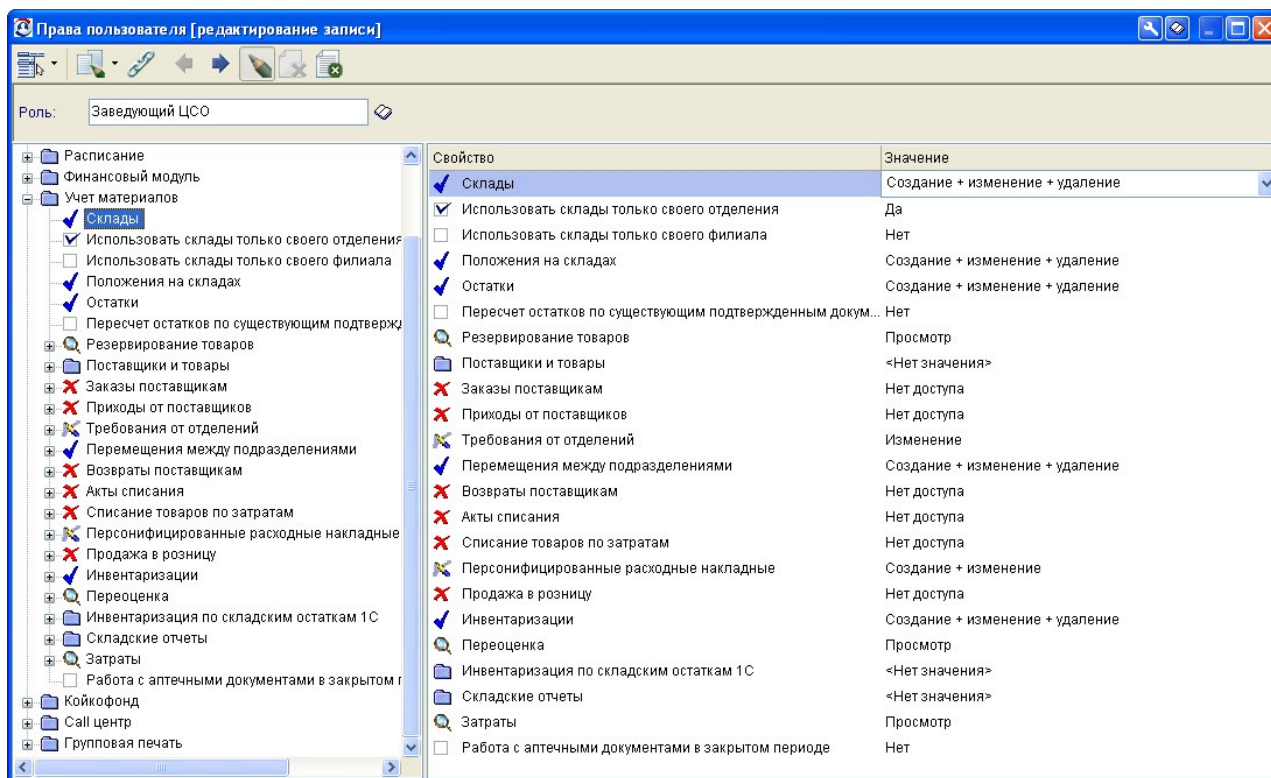 Права пользователя [редактирование записи]
Роль: Заведующий ЦСО
Расписание
Финансовый модуль
Учет материалов
Склады
Использовать склады только своего отделения
Использовать склады только своего филиала
Положения на складах
Остатки
Пересчет остатков по существующим подтвержд
Резервирование товаров
Поставщики и товары
Заказы поставщикам
Приходы от поставщиков
Требования от отделений
Перемещения между подразделениями
Возвраты поставщикам
Акты списания
Списание товаров по затратам
Персонифицированные расходные накладные
Продажа в розницу
Инвентаризации
Переоценка
Инвентаризация по складским остаткам 1С
Складские отчеты
Затраты
Работа с аптечными документами в закрытом п
Койкофонд
Call центр
Групповая печать
Свойство Значение
Склады Создание + изменение + удаление
Использовать склады только своего отделения Да
Использовать склады только своего филиала Нет
Положения на складах Создание + изменение + удаление
Остатки Создание + изменение + удаление
Пересчет остатков по существующим подтвержденным докум... Нет
Резервирование товаров Просмотр
Поставщики и товары <Нет значения>
Заказы поставщикам Нет доступа
Приходы от поставщиков Нет доступа
Требования от отделений Изменение
Перемещения между подразделениями Создание + изменение + удаление
Возвраты поставщикам Нет доступа
Акты списания Нет доступа
Списание товаров по затратам Нет доступа
Персонифицированные расходные накладные Создание + изменение
Продажа в розницу Нет доступа
Инвентаризации Создание + изменение + удаление
Переоценка Просмотр
Инвентаризация по складским остаткам 1С <Нет значения>
Складские отчеты <Нет значения>
Затраты Просмотр
Работа с аптечными документами в закрытом периоде Нет